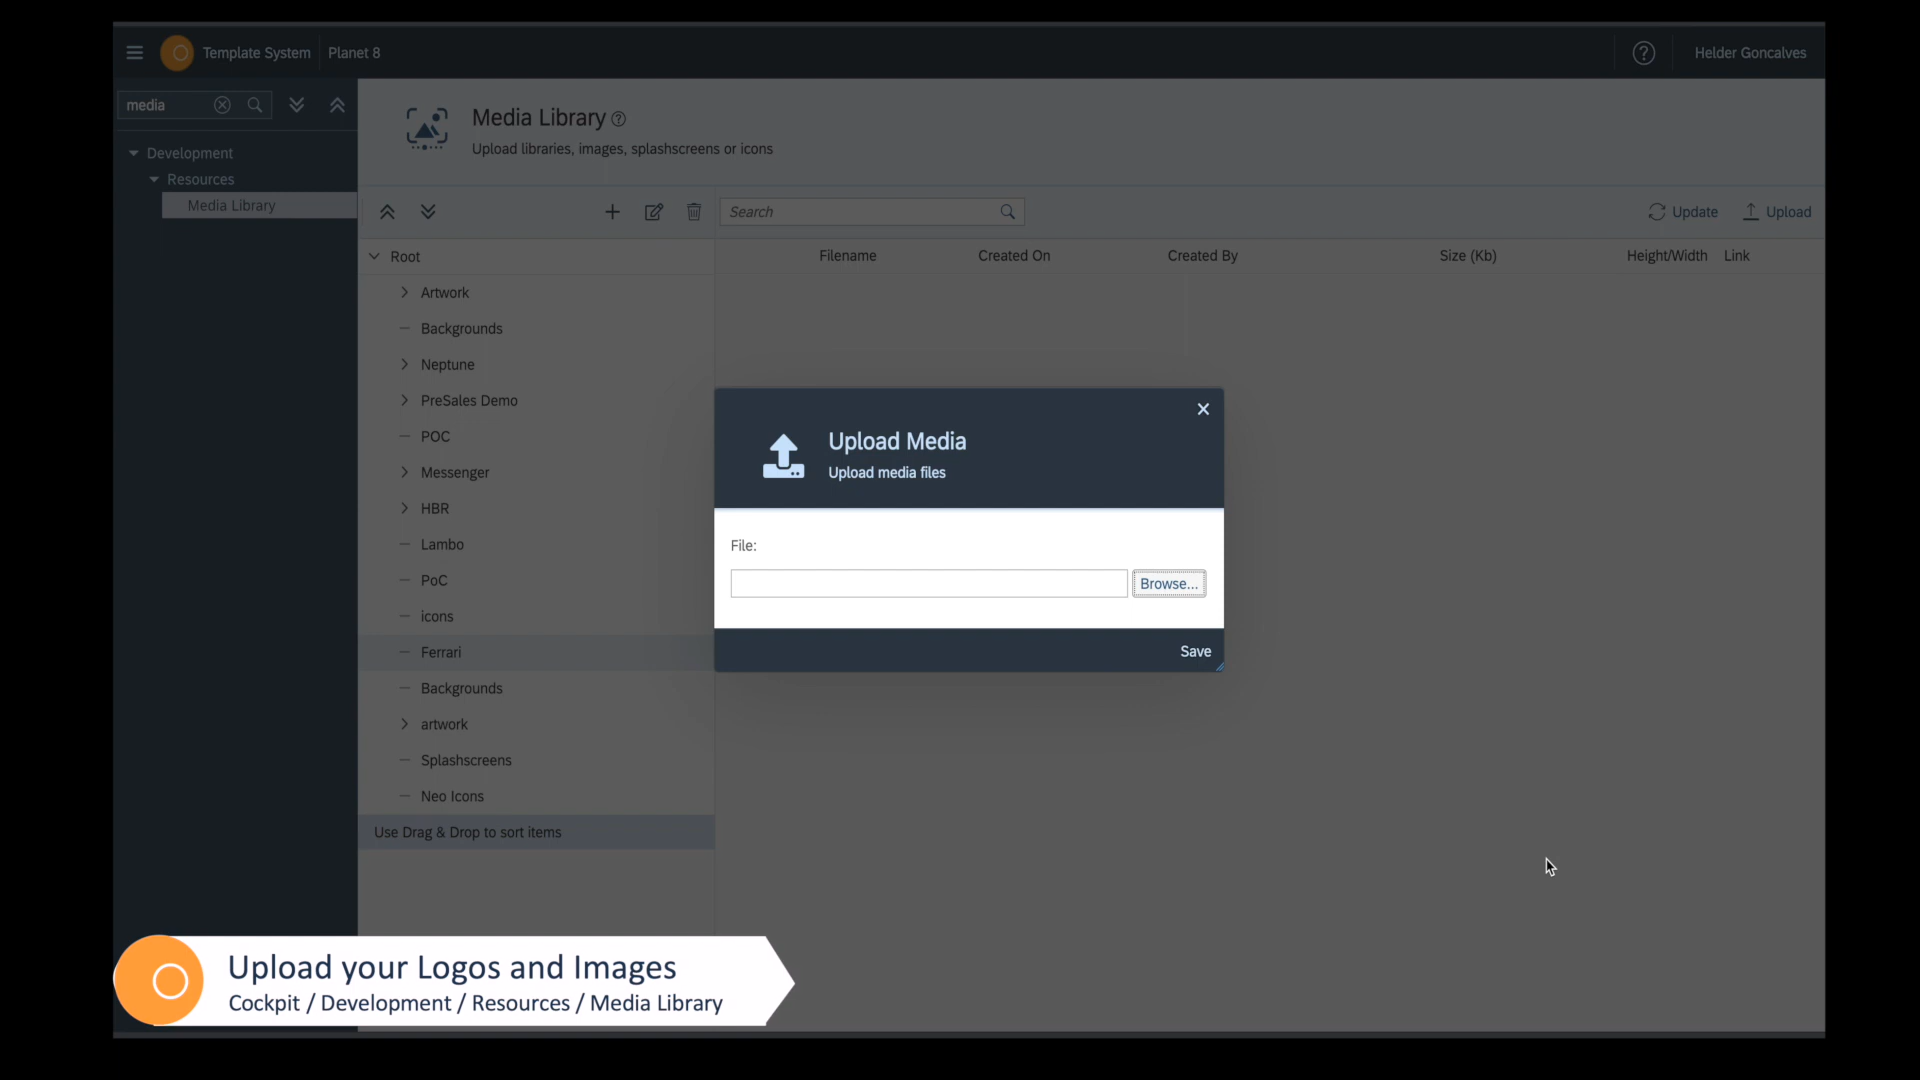 Template System
Planet 8
Helder Goncalves
media
Development
Resources
Media Library
Media Library
Upload libraries, images, splashscreens or icons
Search
Update
Upload
Filename
Created On
Created By
Size (Kb)
Height/Width
Link
Root
Artwork
Backgrounds
Neptune
PreSales Demo
POC
Messenger
HBR
Lambo
PoC
icons
Ferrari
Backgrounds
artwork
Splashscreens
Neo Icons
Use Drag & Drop to sort items
Upload Media
Upload media files
File:
Browse...
Save
Upload your Logos and Images
Cockpit / Development / Resources / Media Library